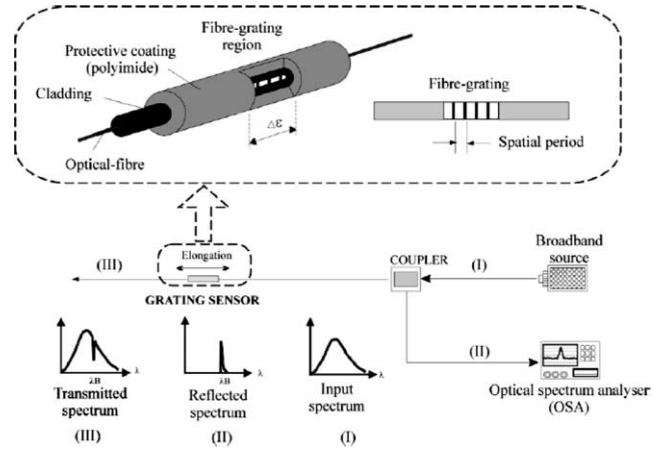 Fibre-grating
region
Protective coating
(polyimide)
Cladding
Optical-fibre
Δε
Fibre-grating
Spatial period
(III)
Elongation
GRATING SENSOR
COUPLER
(I)
Broadband
source
(II)
Optical spectrum analyser
(OSA)
λB
λ
Transmitted
spectrum
(III)
λB
λ
Reflected
spectrum
(II)
λ
Input
spectrum
(I)